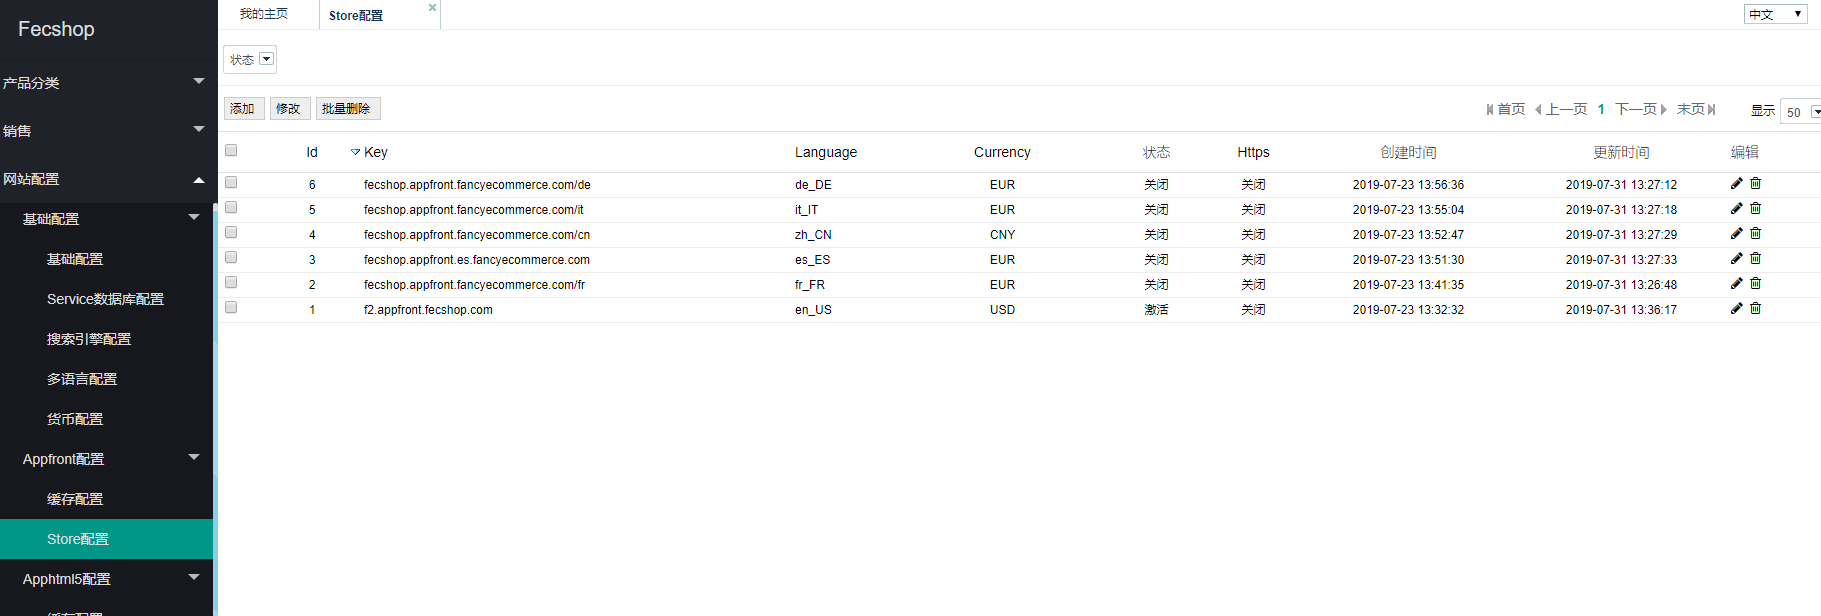 Fecshop
产品分类
销售
网站配置
基础配置
基础配置
Service数据库配置
搜索引擎配置
多语言配置
货币配置
Appfront配置
缓存配置
Store配置
Apphtml5配置
缓存配置
我的主页 Store配置 中文
状态
添加 修改 批量删除 首页 上一页 1 下一页 末页 显示 50
Id Key Language Currency 状态 Https 创建时间 更新时间 编辑
6 fecshop.appfront.fancyecommerce.com/de de_DE EUR 关闭 关闭 2019-07-23 13:56:36 2019-07-31 13:27:12
5 fecshop.appfront.fancyecommerce.com/it it_IT EUR 关闭 关闭 2019-07-23 13:55:04 2019-07-31 13:27:18
4 fecshop.appfront.fancyecommerce.com/cn zh_CN CNY 关闭 关闭 2019-07-23 13:52:47 2019-07-31 13:27:29
3 fecshop.appfront.es.fancyecommerce.com es_ES EUR 关闭 关闭 2019-07-23 13:51:30 2019-07-31 13:27:33
2 fecshop.appfront.fancyecommerce.com/fr fr_FR EUR 关闭 关闭 2019-07-23 13:41:35 2019-07-31 13:26:48
1 f2.appfront.fecshop.com en_US USD 激活 关闭 2019-07-23 13:32:32 2019-07-31 13:36:17